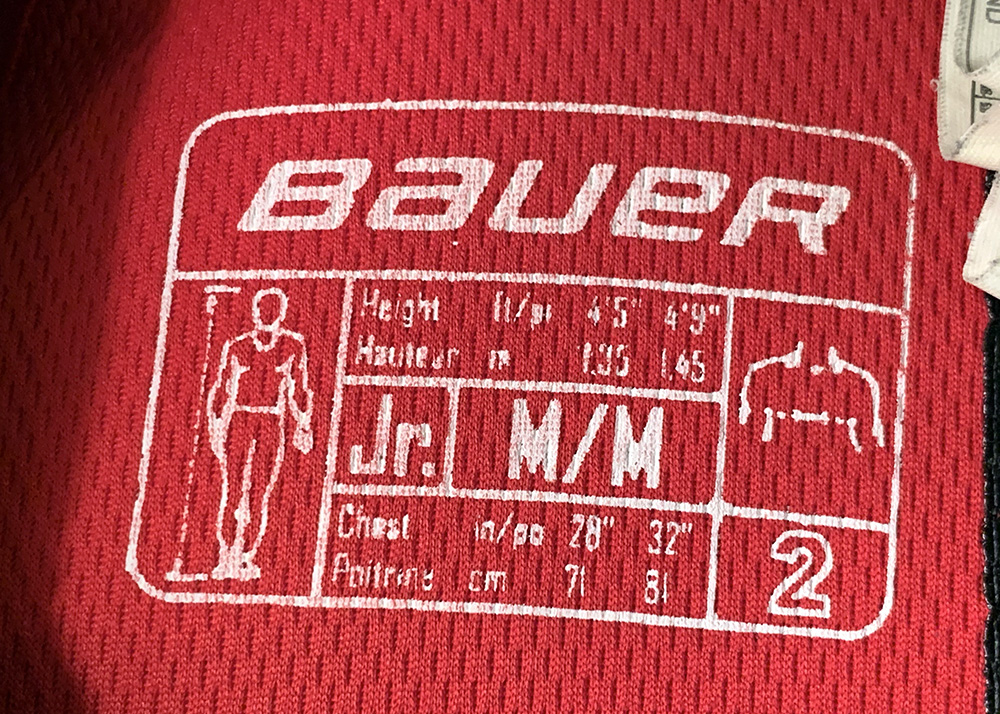 BAUER
Height ft/pi 4'5" 4'9"
Hauteur m 1.35 1.45
Jr. M/M
Chest in/po 28" 32"
Poitrine cm 71 81
2